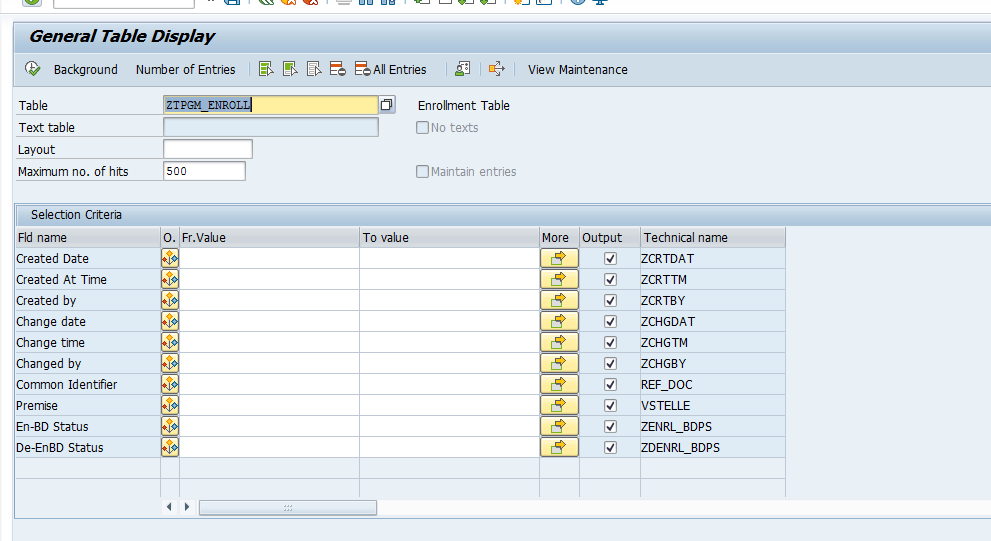 General Table Display
Background Number of Entries All Entries View Maintenance
Table ZTPGM_ENROLL Enrollment Table
Text table No texts
Layout
Maximum no. of hits 500 Maintain entries
Selection Criteria
Fld name O. Fr.Value To value More Output Technical name
Created Date ZCRTDAT
Created At Time ZCRTTM
Created by ZCRTBY
Change date ZCHGDAT
Change time ZCHGTM
Changed by ZCHGBY
Common Identifier REF_DOC
Premise VSTELLE
En-BD Status ZENRL_BDPS
De-EnBD Status ZDENRL_BDPS